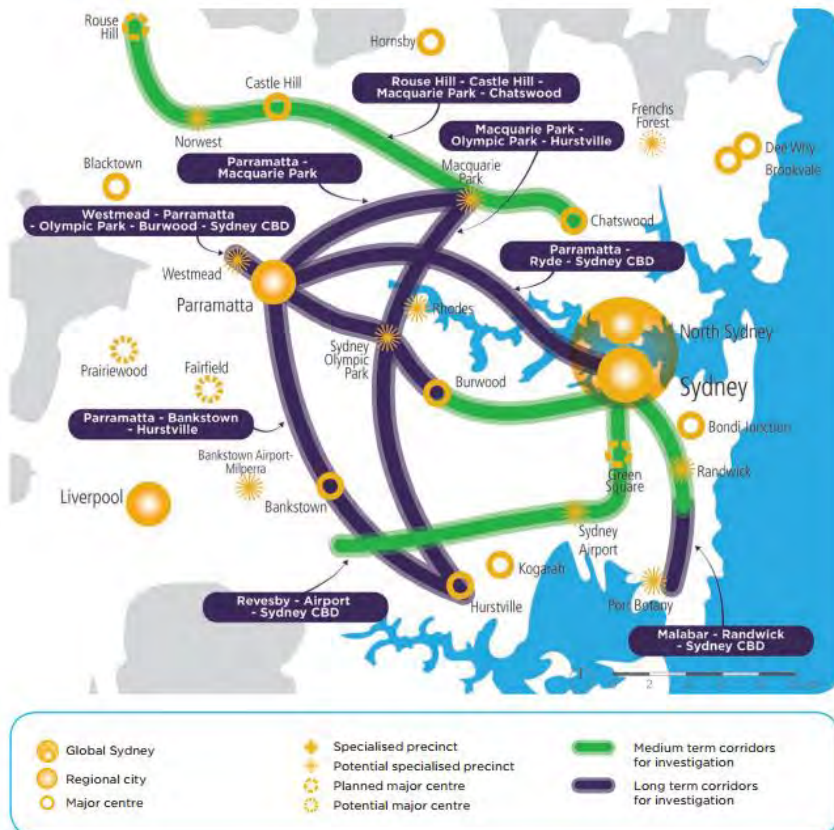 Rouse
Hill
Hornsby
Castle Hill
Rouse Hill - Castle Hill -
Macquarie Park - Chatswood
Norwest
Frenchs
Forest
Macquarie Park -
Olympic Park - Hurstville
Dee Why
Brookvale
Blacktown
Parramatta -
Macquarie Park
Macquarie
Park
Chatswood
Westmead - Parramatta
- Olympic Park - Burwood - Sydney CBD
Westmead
Parramatta -
Ryde - Sydney CBD
Parramatta
Rhodes
North Sydney
Sydney
Olympic
Park
Prairiewood
Fairfield
Burwood
Sydney
Parramatta - Bankstown
- Hurstville
Bondi Junction
Bankstown Airport-
Milperra
Green
Square
Randwick
Liverpool
Bankstown
Sydney
Airport
Kogarah
Revesby - Airport
- Sydney CBD
Hurstville
Port Botany
Malabar - Randwick
- Sydney CBD
2
Global Sydney
Regional city
Major centre
Specialised precinct
Potential specialised precinct
Planned major centre
Potential major centre
Medium term corridors
for investigation
Long term corridors
for investigation